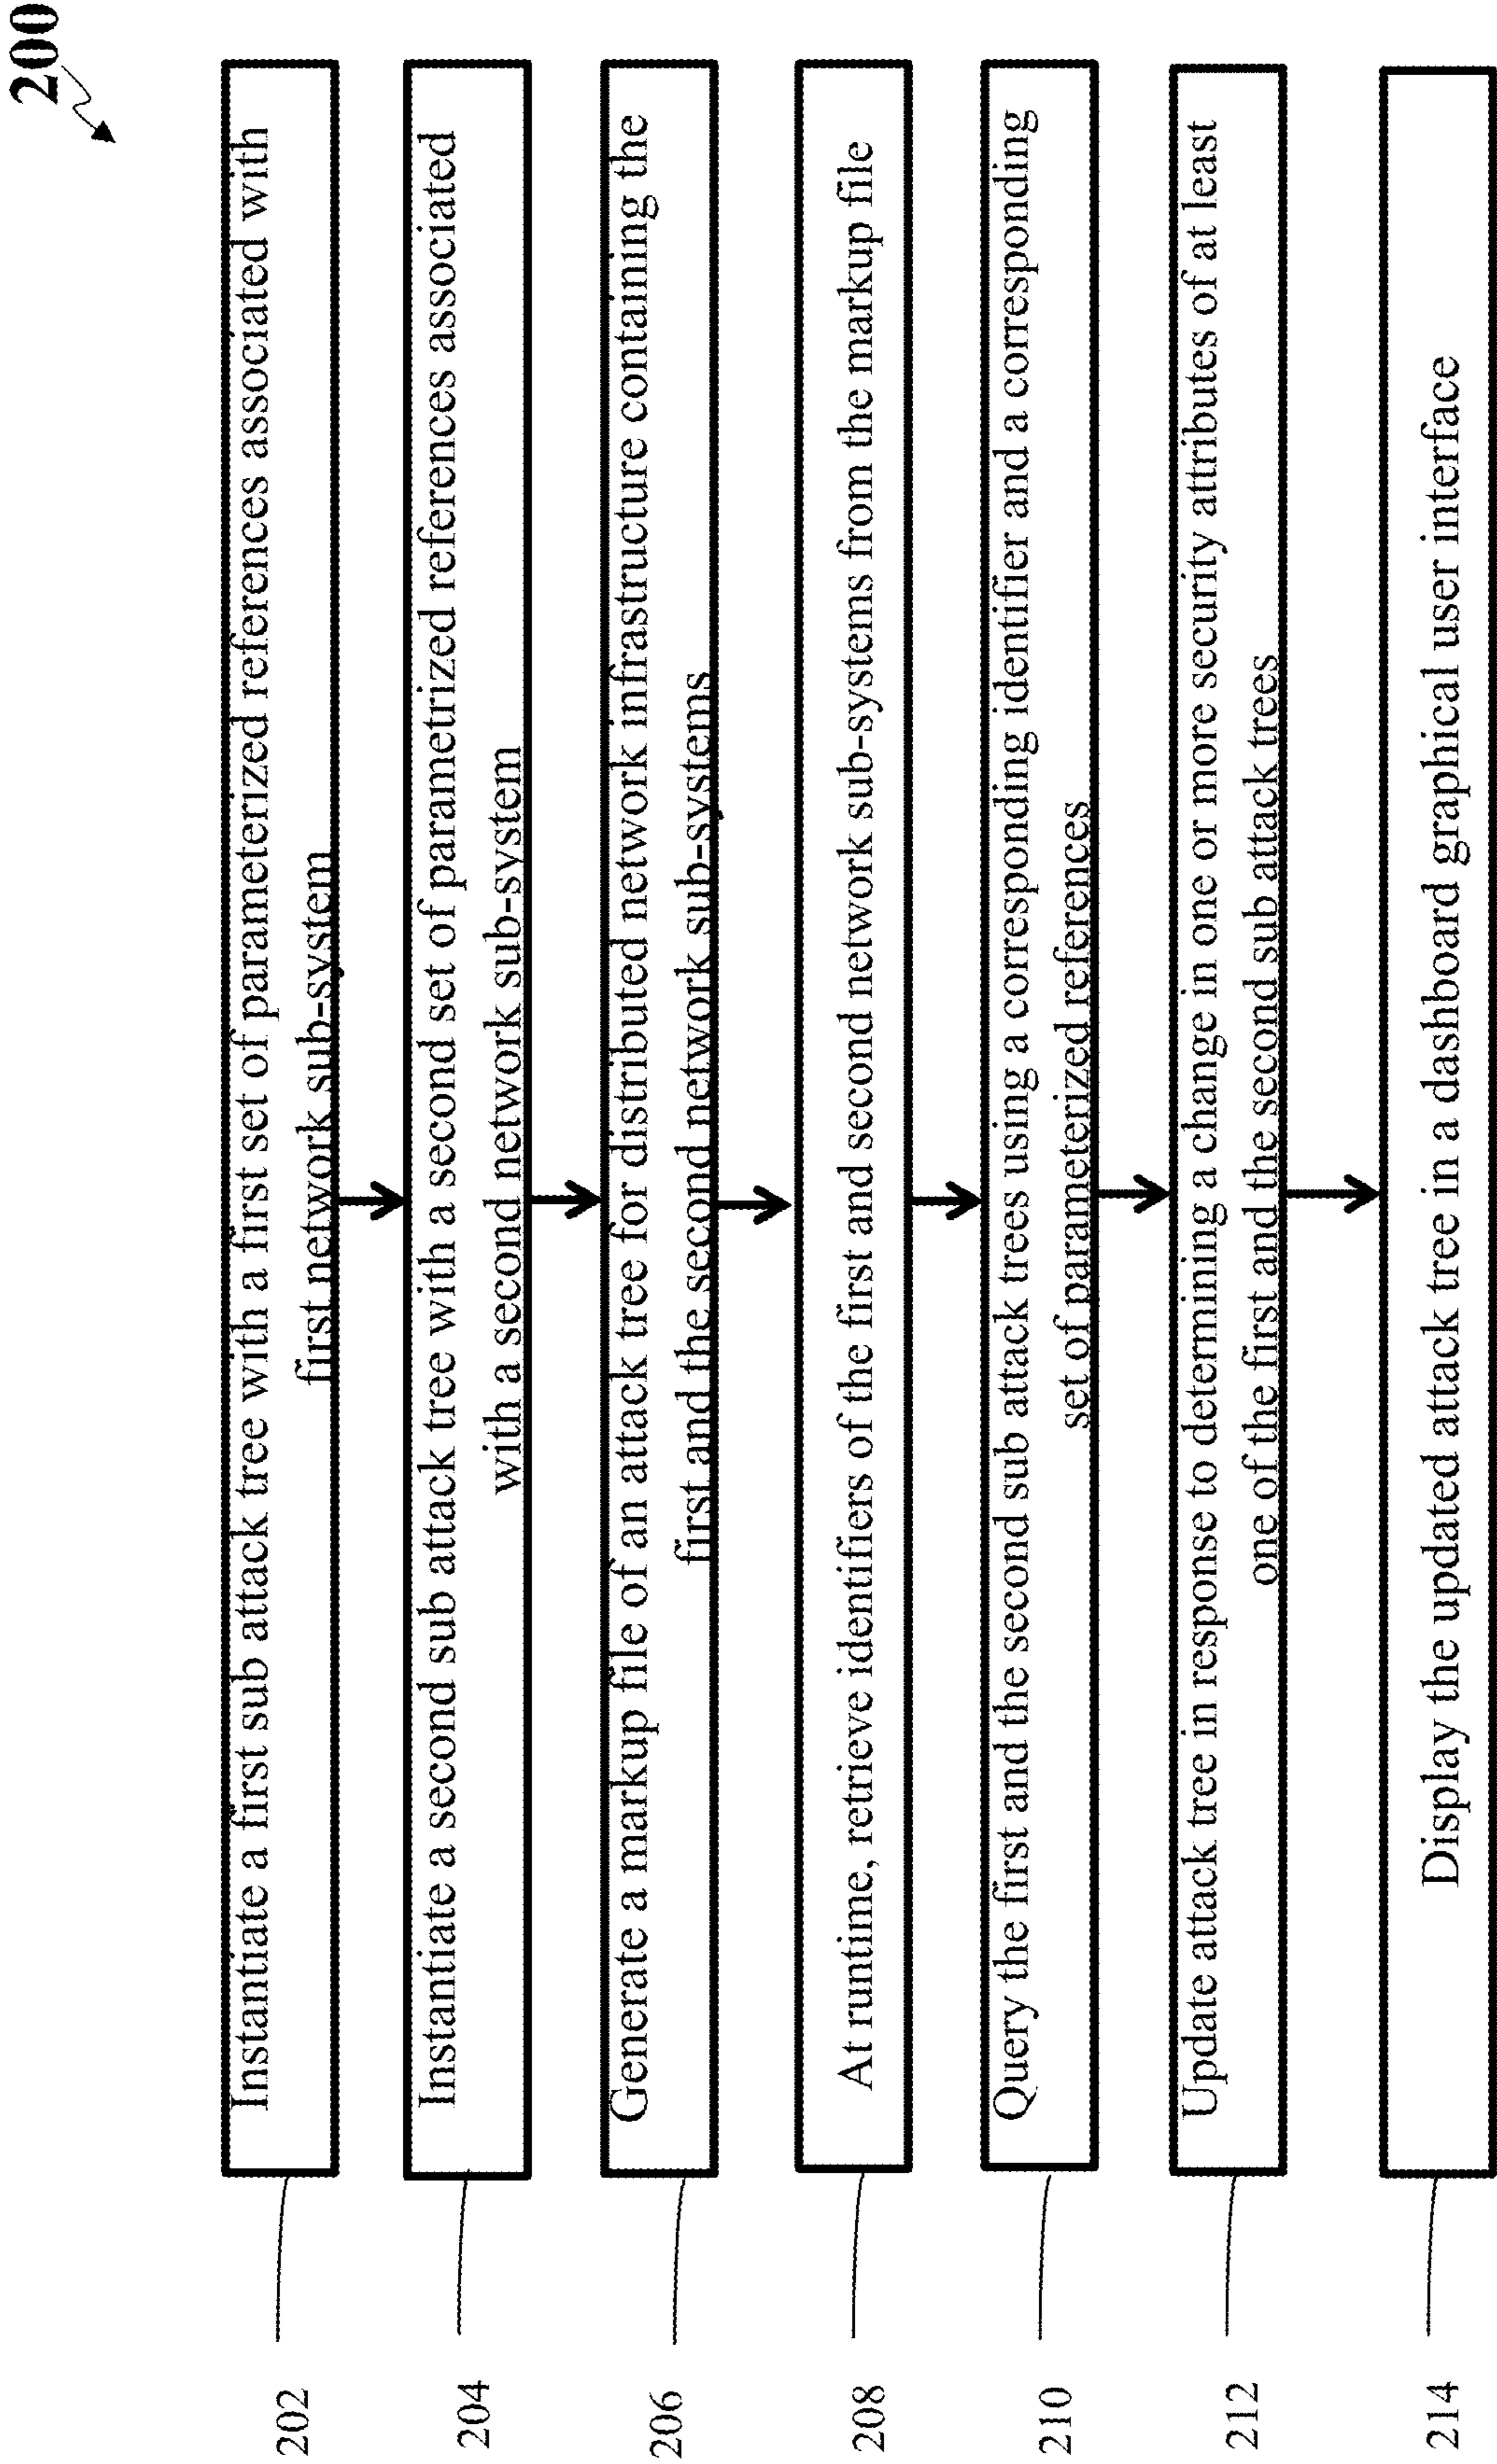 200
202
Instantiate a first sub attack tree with a first set of parameterized references associated with
first network sub-system
204
Instantiate a second sub attack tree with a second set of parametrized references associated
with a second network sub-system
206
Generate a markup file of an attack tree for distributed network infrastructure containing the
first and the second network sub-systems
208
At runtime, retrieve identifiers of the first and second network sub-systems from the markup file
210
Query the first and the second sub attack trees using a corresponding identifier and a corresponding
set of parameterized references
212
Update attack tree in response to determining a change in one or more security attributes of at least
one of the first and the second sub attack trees
214
Display the updated attack tree in a dashboard graphical user interface